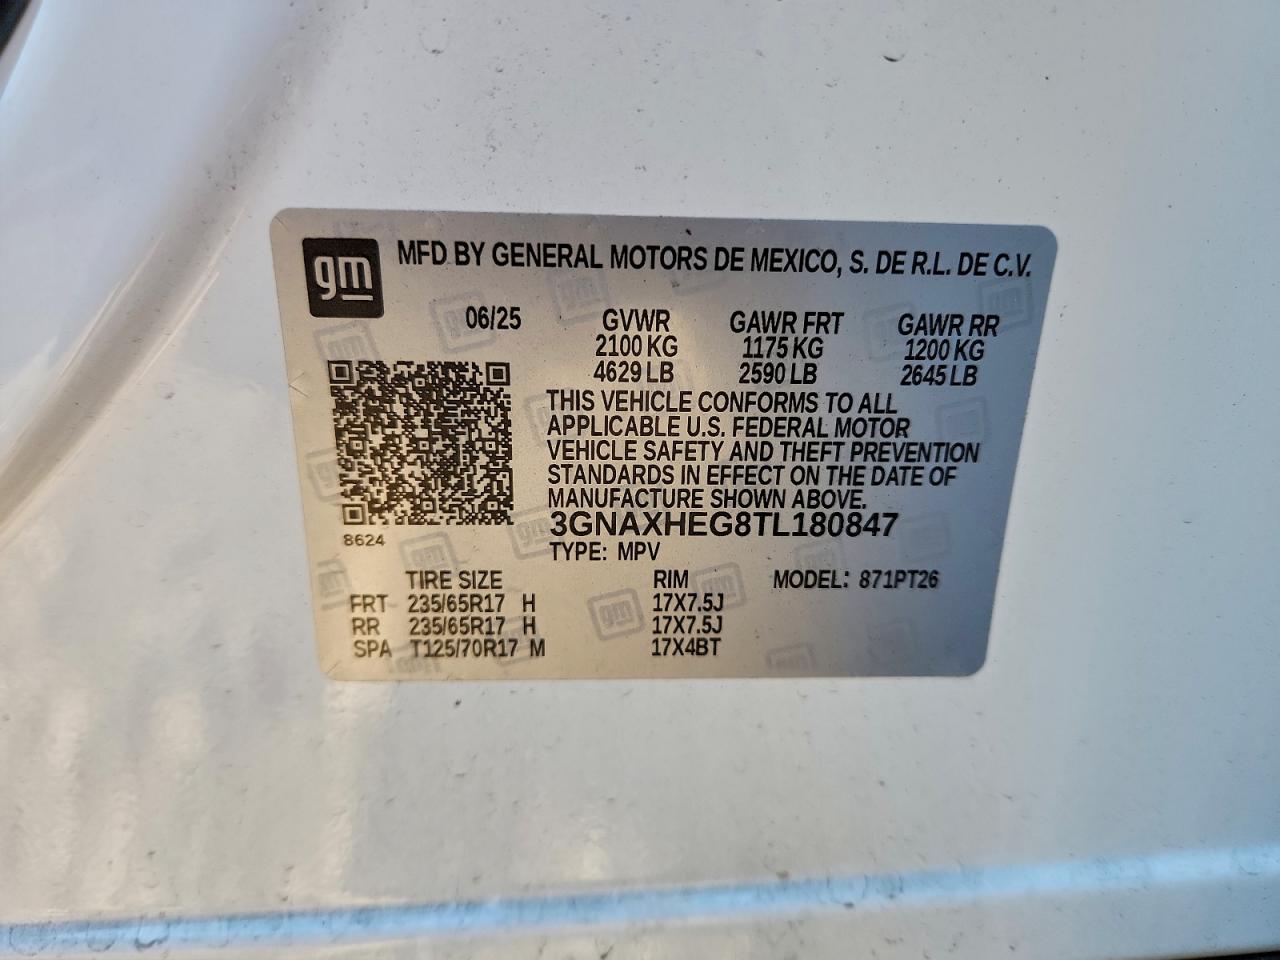 gm MFD BY GENERAL MOTORS DE MEXICO, S. DE R.L. DE C.V.
06/25 GVWR GAWR FRT GAWR RR
2100 KG 1175 KG 1200 KG
4629 LB 2590 LB 2645 LB
THIS VEHICLE CONFORMS TO ALL
APPLICABLE U.S. FEDERAL MOTOR
VEHICLE SAFETY AND THEFT PREVENTION
STANDARDS IN EFFECT ON THE DATE OF
MANUFACTURE SHOWN ABOVE.
3GNAXHEG8TL180847
8624
TYPE: MPV
TIRE SIZE RIM MODEL: 871PT26
FRT 235/65R17 H 17X7.5J
RR 235/65R17 H 17X7.5J
SPA T125/70R17 M 17X4BT